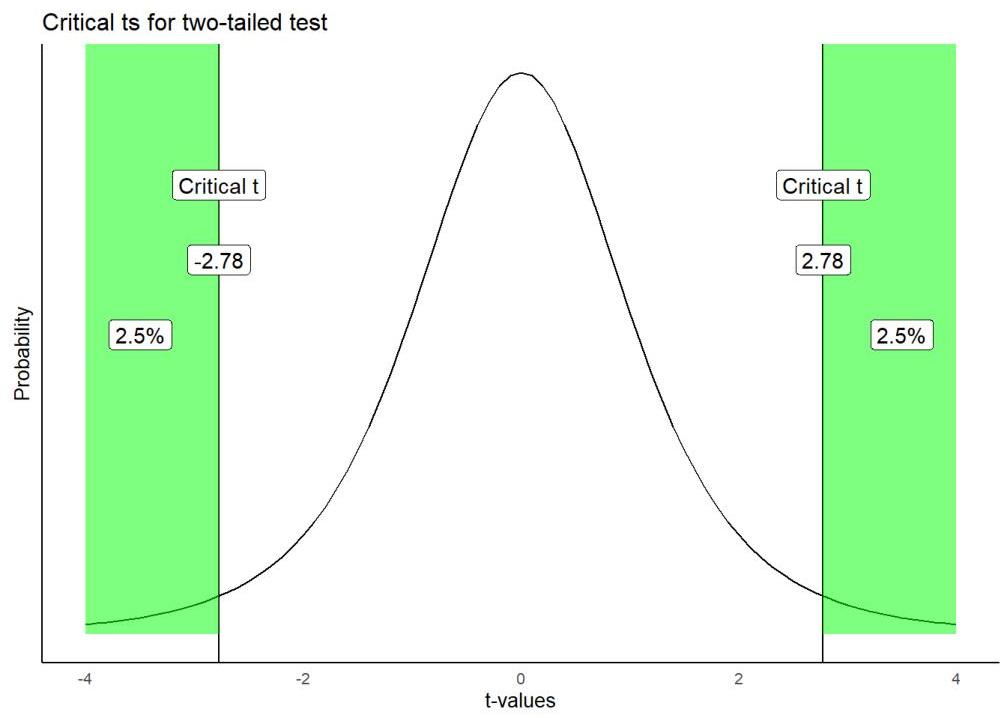 Critical ts for two-tailed test
Critical t
Critical t
-2.78
2.78
2.5%
2.5%
Probability
-4
-2
0
2
4
t-values